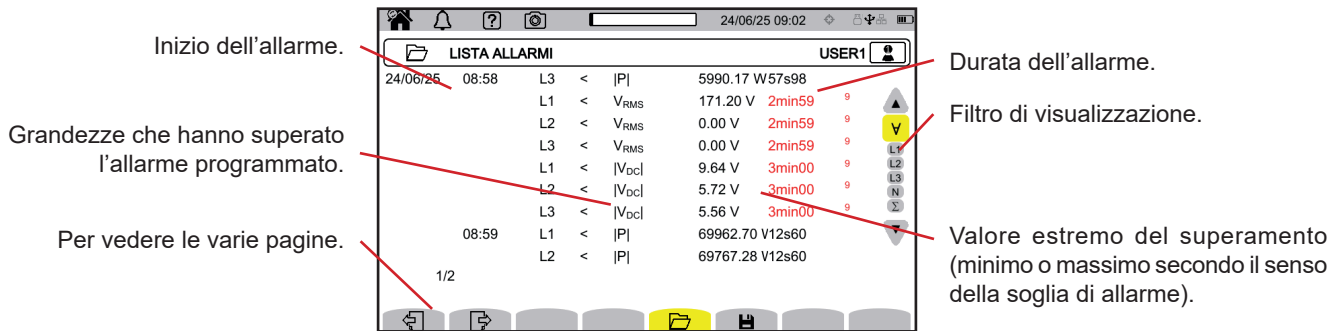 24/06/25 09:02
LISTA ALLARMI USER1
Inizio dell'allarme.
Grandezze che hanno superato
l'allarme programmato.
Per vedere le varie pagine.
24/06/25 08:58 L3 < |P| 5990.17 W 57s98
L1 < VRMS 171.20 V 2min59 9
L2 < VRMS 0.00 V 2min59 9
L3 < VRMS 0.00 V 2min59 9
L1 < |VDC| 9.64 V 3min00 9
L2 < |VDC| 5.72 V 3min00 9
L3 < |VDC| 5.56 V 3min00 9
08:59 L1 < |P| 69962.70 W 12s60
L2 < |P| 69767.28 W 12s60
1/2
∀
L1
L2
L3
N
Σ
Durata dell'allarme.
Filtro di visualizzazione.
Valore estremo del superamento
(minimo o massimo secondo il senso
della soglia di allarme).